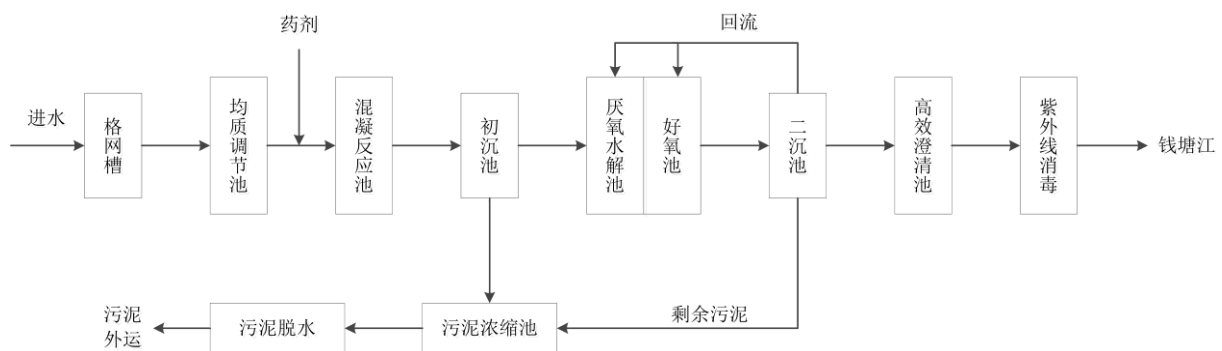 药剂
回流
进水
格网槽
均质调节池
混凝反应池
初沉池
厌氧水解池
好氧池
二沉池
高效澄清池
紫外线消毒
钱塘江
污泥
外运
污泥脱水
污泥浓缩池
剩余污泥